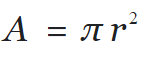 A = πr²